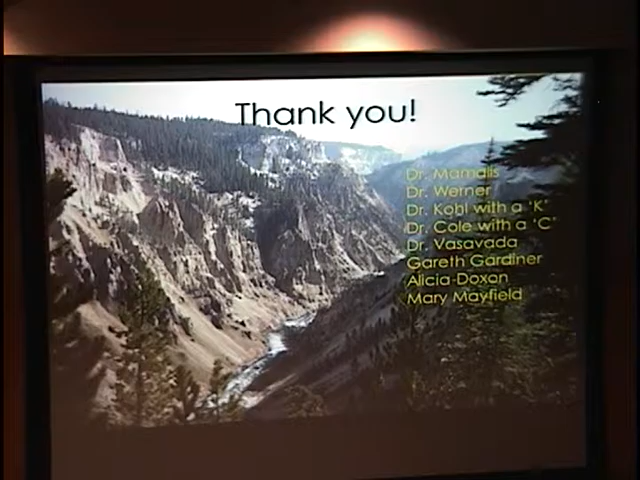 Thank you!
Dr. Mamalis
Dr. Werner
Dr. Kohl with a 'K'
Dr. Cole with a 'C'
Dr. Vasavada
Gareth Gardiner
Alicia-Doxon
Mary Mayfield